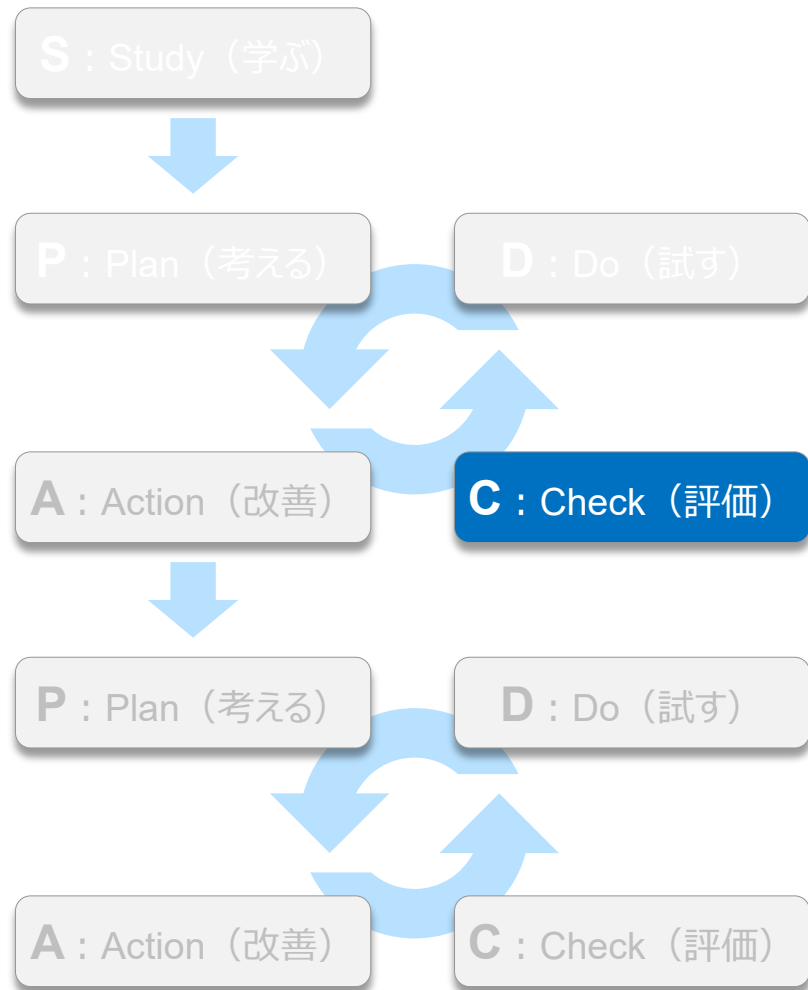 S：Study（学ぶ）
P：Plan（考える）
D：Do（試す）
A：Action（改善）
C：Check（評価）
P：Plan（考える）
D：Do（試す）
A：Action（改善）
C：Check（評価）